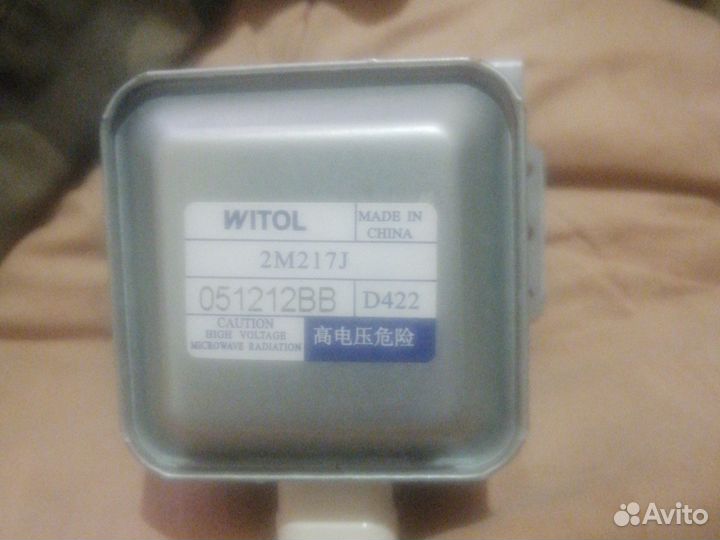 WITOL
MADE IN
CHINA
2M217J
051212BB
D422
CAUTION
HIGH VOLTAGE
MICROWAVE RADIATION
高电压危险
Avito